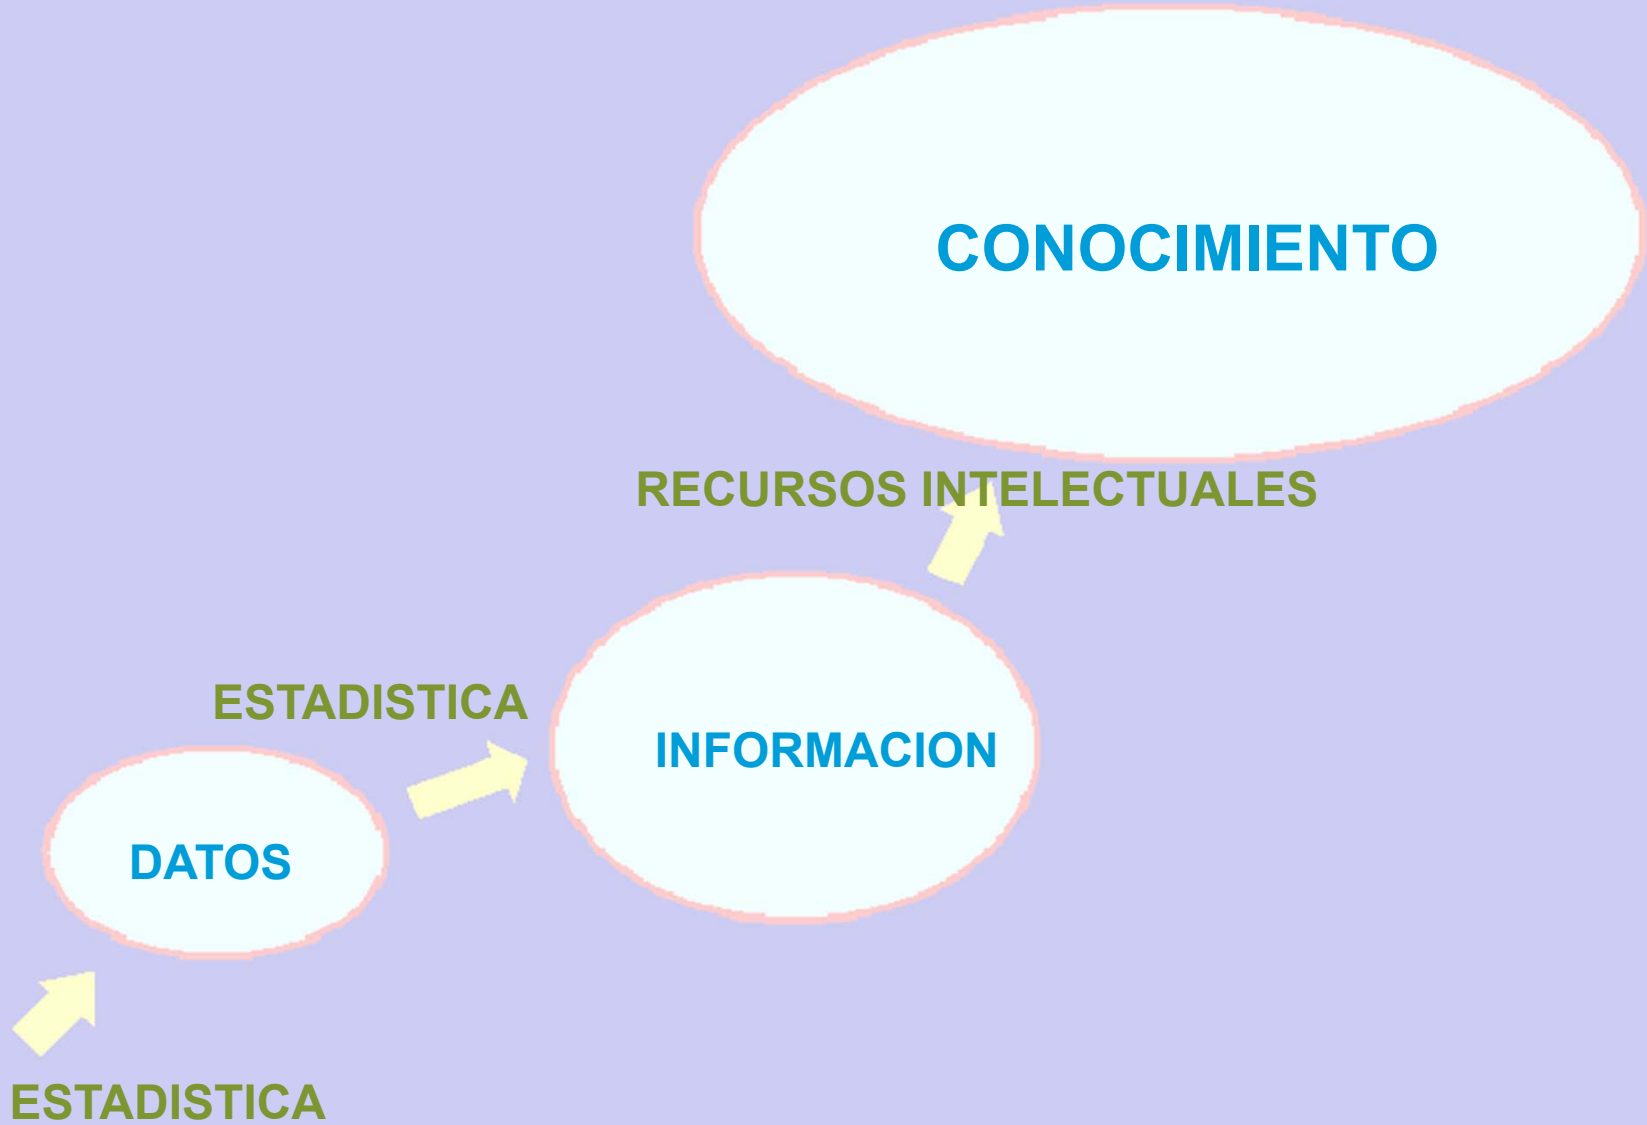 CONOCIMIENTO
RECURSOS INTELECTUALES
ESTADISTICA
INFORMACION
DATOS
ESTADISTICA